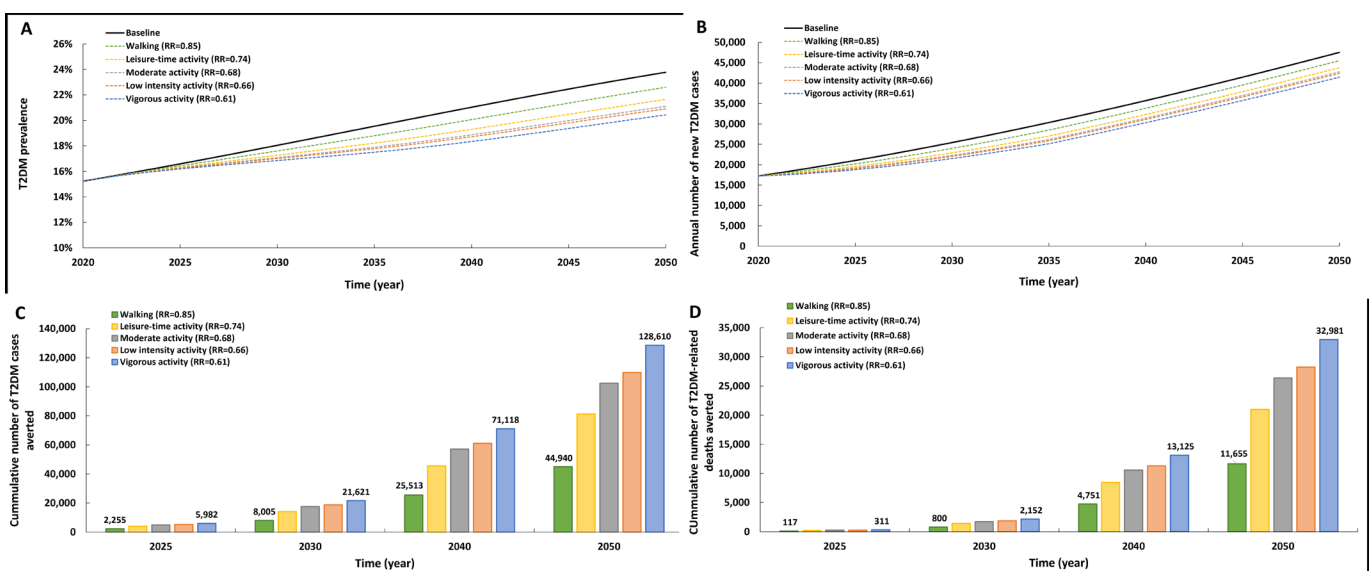 A
Baseline
Walking (RR=0.85)
Leisure-time activity (RR=0.74)
Moderate activity (RR=0.68)
Low intensity activity (RR=0.66)
Vigorous activity (RR=0.61)
T2DM prevalence
26%
24%
22%
20%
18%
16%
14%
12%
10%
2020 2025 2030 2035 2040 2045 2050
Time (year)
B
Baseline
Walking (RR=0.85)
Leisure-time activity (RR=0.74)
Moderate activity (RR=0.68)
Low intensity activity (RR=0.66)
Vigorous activity (RR=0.61)
Annual number of new T2DM cases
50,000
45,000
40,000
35,000
30,000
25,000
20,000
15,000
10,000
5,000
0
2020 2025 2030 2035 2040 2045 2050
Time (year)
C
Walking (RR=0.85)
Leisure-time activity (RR=0.74)
Moderate activity (RR=0.68)
Low intensity activity (RR=0.66)
Vigorous activity (RR=0.61)
Cummulative number of T2DM cases
averted
140,000
120,000
100,000
80,000
60,000
40,000
20,000
0
2,255 5,982
8,005 21,621
25,513 71,118
44,940 128,610
2025 2030 2040 2050
Time (year)
D
Walking (RR=0.85)
Leisure-time activity (RR=0.74)
Moderate activity (RR=0.68)
Low intensity activity (RR=0.66)
Vigorous activity (RR=0.61)
CUmmulative number of T2DM-related
deaths averted
35,000
30,000
25,000
20,000
15,000
10,000
5,000
0
117 311
800 2,152
4,751 13,125
11,655 32,981
2025 2030 2040 2050
Time (year)